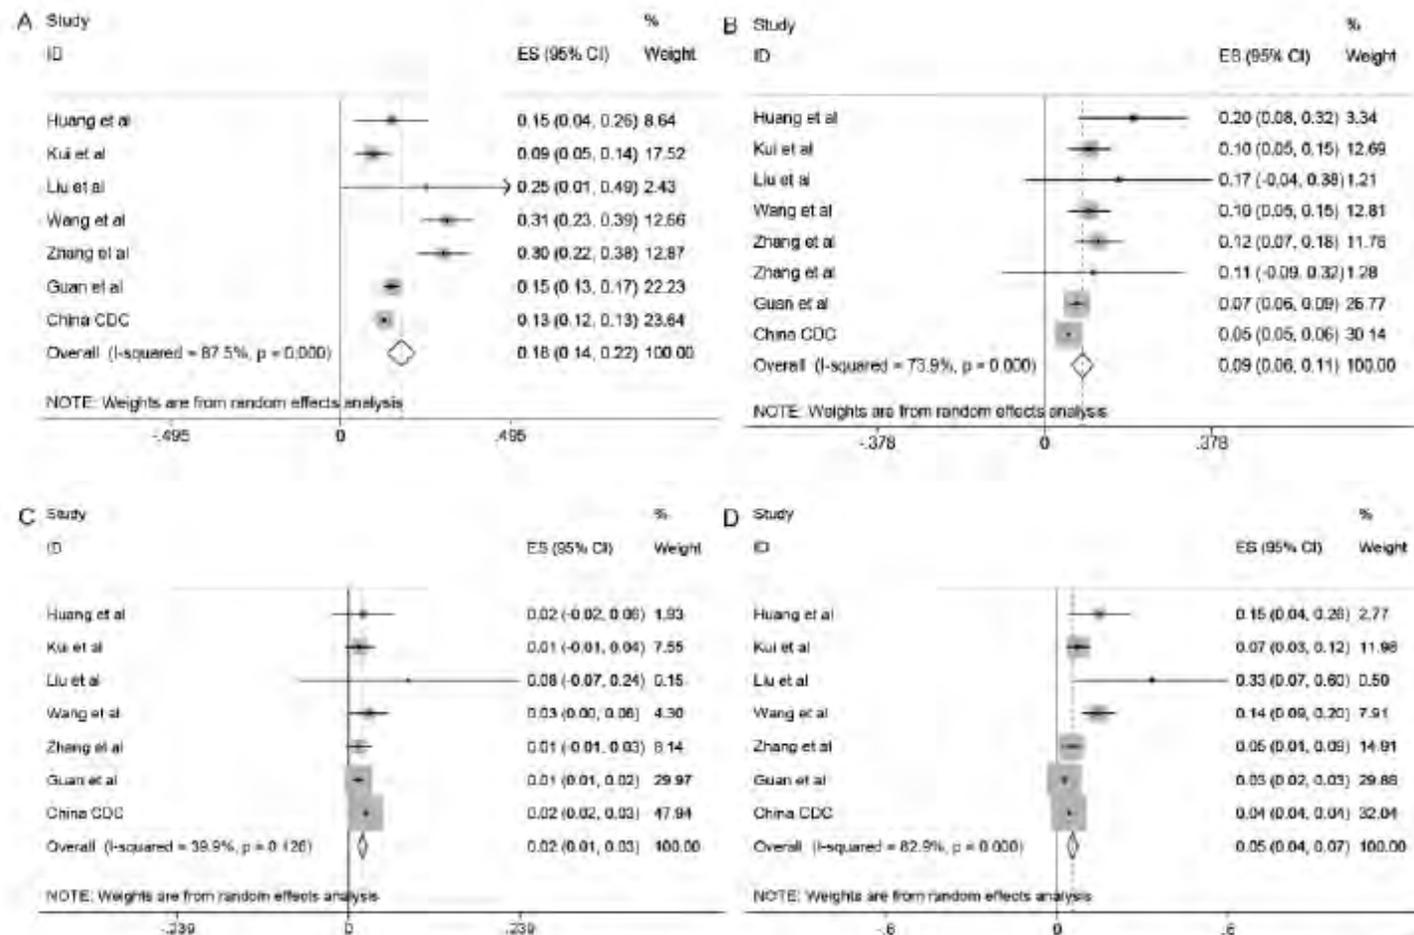 A Study %
ID ES (95% CI) Weight
Huang et al 0.15 (0.04, 0.26) 8.64
Kui et al 0.09 (0.05, 0.14) 17.52
Liu et al 0.25 (0.01, 0.49) 2.43
Wang et al 0.31 (0.23, 0.39) 12.66
Zhang et al 0.30 (0.22, 0.38) 12.87
Guan et al 0.15 (0.13, 0.17) 22.23
China CDC 0.13 (0.12, 0.13) 23.64
Overall (I-squared = 87.5%, p = 0.000) 0.18 (0.14, 0.22) 100.00
NOTE: Weights are from random effects analysis
-.495 0 .495
B Study %
ID ES (95% CI) Weight
Huang et al 0.20 (0.08, 0.32) 3.34
Kui et al 0.10 (0.05, 0.15) 12.69
Liu et al 0.17 (-0.04, 0.38) 1.21
Wang et al 0.10 (0.05, 0.15) 12.81
Zhang et al 0.12 (0.07, 0.18) 11.76
Zhang et al 0.11 (-0.09, 0.32) 1.28
Guan et al 0.07 (0.06, 0.09) 26.77
China CDC 0.05 (0.05, 0.06) 30.14
Overall (I-squared = 73.9%, p = 0.000) 0.09 (0.06, 0.11) 100.00
NOTE: Weights are from random effects analysis
-.378 0 .378
C Study %
ID ES (95% CI) Weight
Huang et al 0.02 (-0.02, 0.06) 1.93
Kui et al 0.01 (-0.01, 0.04) 7.55
Liu et al 0.08 (-0.07, 0.24) 0.15
Wang et al 0.03 (0.00, 0.06) 4.30
Zhang et al 0.01 (-0.01, 0.03) 8.14
Guan et al 0.01 (0.01, 0.02) 29.97
China CDC 0.02 (0.02, 0.03) 47.94
Overall (I-squared = 39.9%, p = 0.126) 0.02 (0.01, 0.03) 100.00
NOTE: Weights are from random effects analysis
-.239 0 .239
D Study %
ID ES (95% CI) Weight
Huang et al 0.15 (0.04, 0.26) 2.77
Kui et al 0.07 (0.03, 0.12) 11.98
Liu et al 0.33 (0.07, 0.60) 0.50
Wang et al 0.14 (0.09, 0.20) 7.91
Zhang et al 0.05 (0.01, 0.09) 14.91
Guan et al 0.03 (0.02, 0.03) 29.88
China CDC 0.04 (0.04, 0.04) 32.04
Overall (I-squared = 82.9%, p = 0.000) 0.05 (0.04, 0.07) 100.00
NOTE: Weights are from random effects analysis
-.6 0 .6